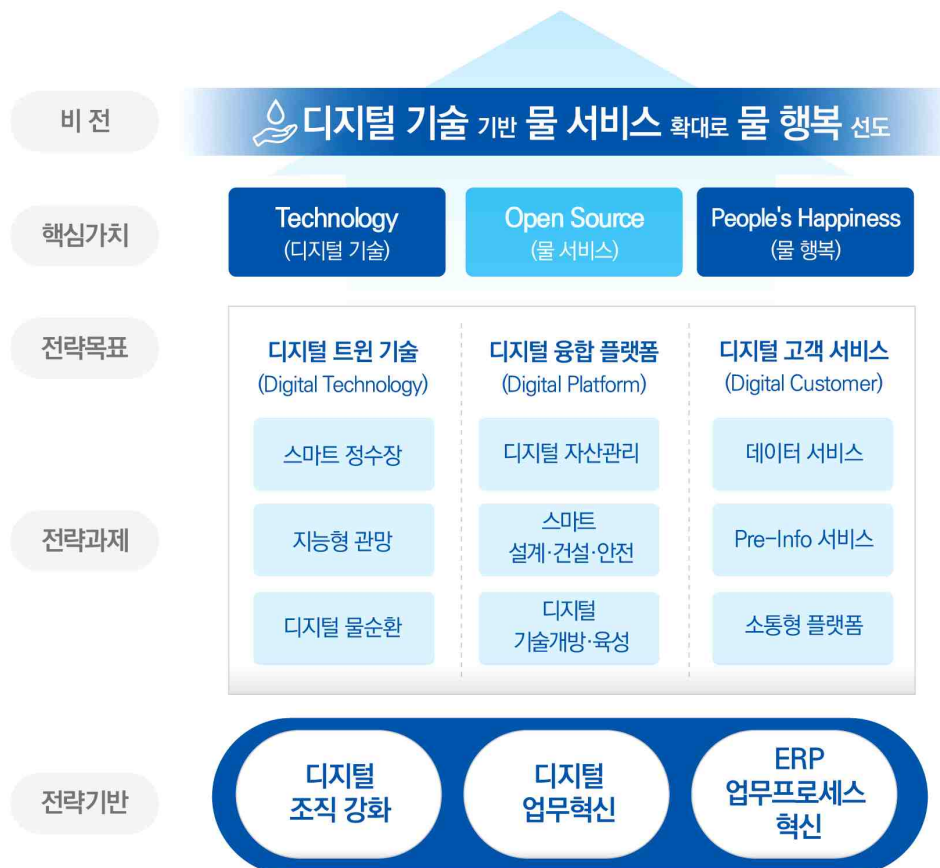 비 전
디지털 기술 기반 물 서비스 확대로 물 행복 선도
핵심가치
Technology
(디지털 기술)
Open Source
(물 서비스)
People's Happiness
(물 행복)
전략목표
디지털 트윈 기술
(Digital Technology)
디지털 융합 플랫폼
(Digital Platform)
디지털 고객 서비스
(Digital Customer)
전략과제
스마트 정수장
지능형 관망
디지털 물순환
디지털 자산관리
스마트
설계·건설·안전
디지털
기술개방·육성
데이터 서비스
Pre-Info 서비스
소통형 플랫폼
전략기반
디지털
조직 강화
디지털
업무혁신
ERP
업무프로세스
혁신